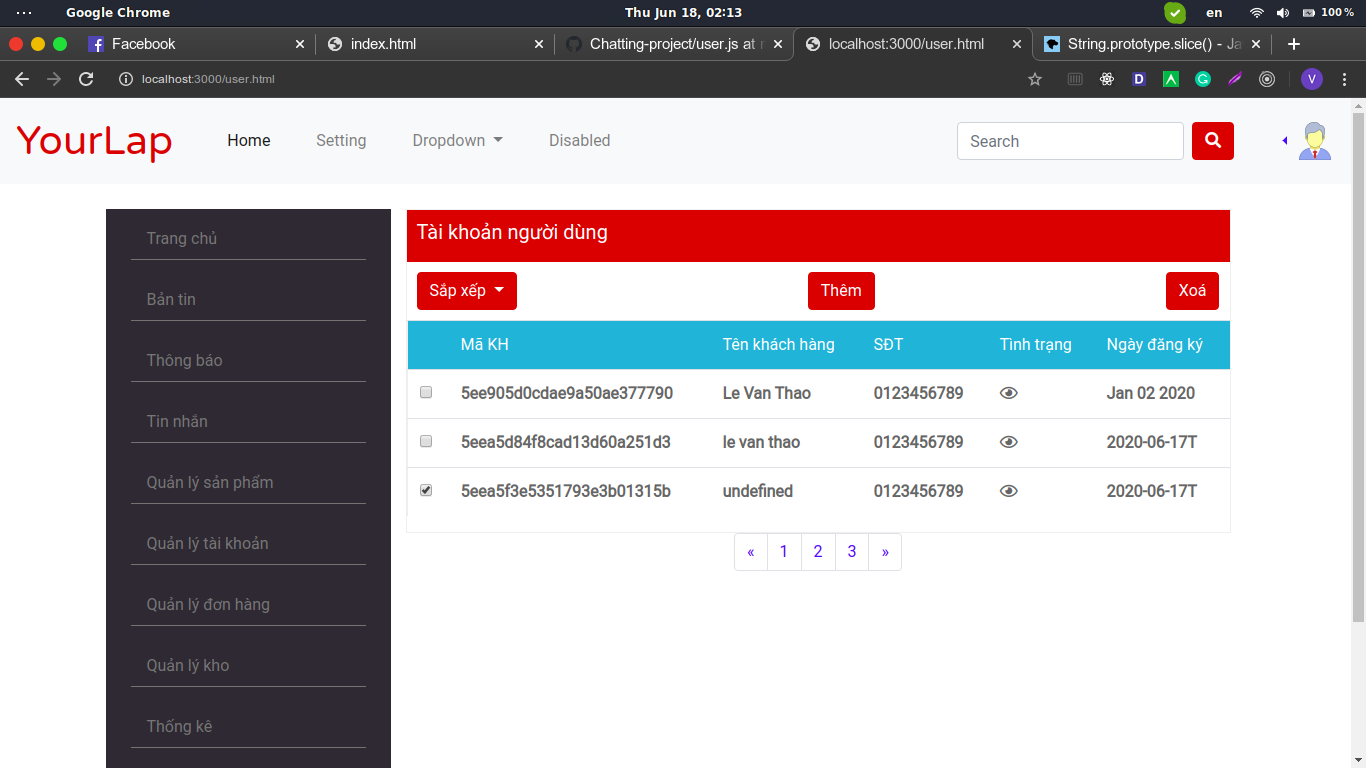 Google Chrome Thu Jun 18, 02:13 en 100 %
Facebook index.html Chatting-project/user.js at localhost:3000/user.html String.prototype.slice() - Ja
localhost:3000/user.html V
YourLap Home Setting Dropdown Disabled Search
Trang chủ
Bản tin
Thông báo
Tin nhắn
Quản lý sản phẩm
Quản lý tài khoản
Quản lý đơn hàng
Quản lý kho
Thống kê
Tài khoản người dùng
Sắp xếp Thêm Xoá
Mã KH Tên khách hàng SĐT Tình trạng Ngày đăng ký
5ee905d0cdae9a50ae377790 Le Van Thao 0123456789 Jan 02 2020
5eea5d84f8cad13d60a251d3 le van thao 0123456789 2020-06-17T
5eea5f3e5351793e3b01315b undefined 0123456789 2020-06-17T
« 1 2 3 »